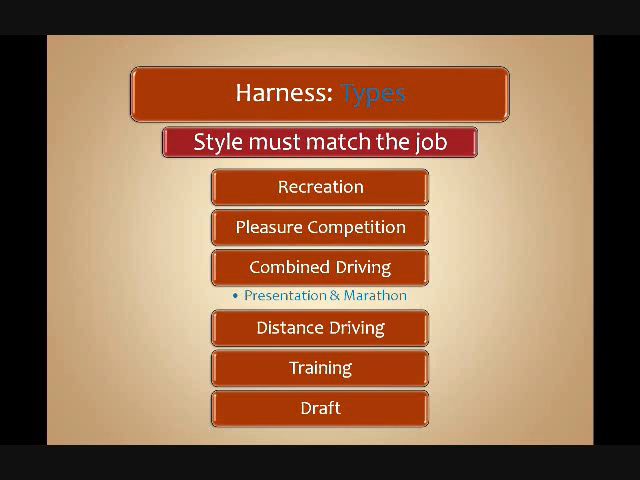 Harness: Types
Style must match the job
Recreation
Pleasure Competition
Combined Driving
• Presentation & Marathon
Distance Driving
Training
Draft